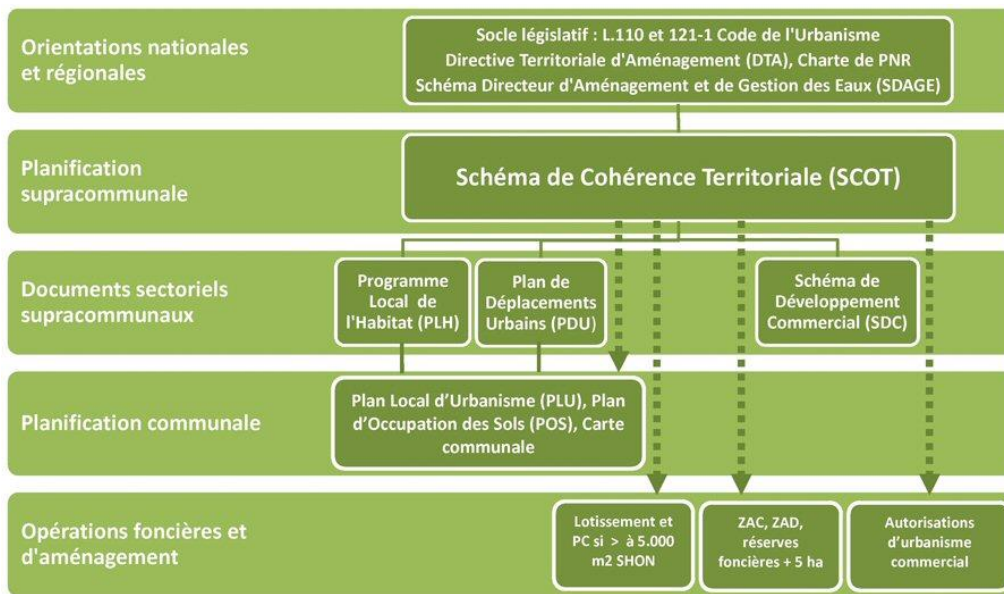 Orientations nationales
et régionales
Socle législatif : L.110 et 121-1 Code de l'Urbanisme
Directive Territoriale d'Aménagement (DTA), Charte de PNR
Schéma Directeur d'Aménagement et de Gestion des Eaux (SDAGE)
Planification
supracommunale
Schéma de Cohérence Territoriale (SCOT)
Documents sectoriels
supracommunaux
Programme
Local de
l'Habitat (PLH)
Plan de
Déplacements
Urbains (PDU)
Schéma de
Développement
Commercial (SDC)
Planification communale
Plan Local d’Urbanisme (PLU), Plan
d’Occupation des Sols (POS), Carte
communale
Opérations foncières et
d'aménagement
Lotissement et
PC si > à 5.000
m2 SHON
ZAC, ZAD,
réserves
foncières + 5 ha
Autorisations
d’urbanisme
commercial